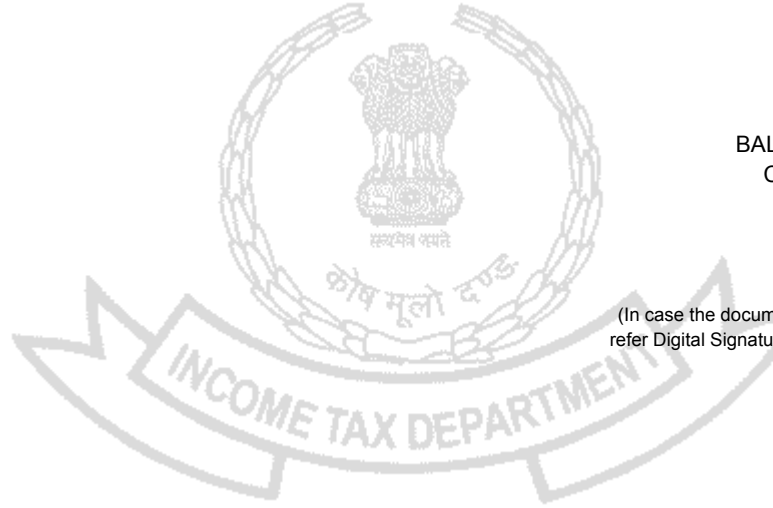 BAL
C
सत्यमेव जयते
कोष मूलो दण्ड:
(In case the docum
refer Digital Signatu
INCOME TAX DEPARTMENT